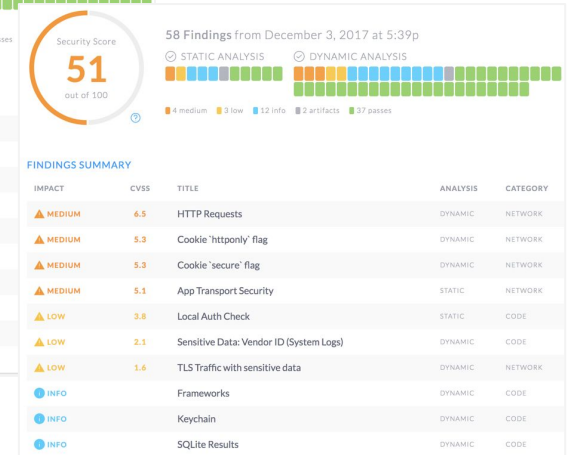 sses
Security Score
51
out of 100
?
58 Findings from December 3, 2017 at 5:39p
STATIC ANALYSIS
DYNAMIC ANALYSIS
4 medium 3 low 12 info 2 artifacts 37 passes
FINDINGS SUMMARY
IMPACT CVSS TITLE ANALYSIS CATEGORY
MEDIUM 6.5 HTTP Requests DYNAMIC NETWORK
MEDIUM 5.3 Cookie `httponly` flag DYNAMIC NETWORK
MEDIUM 5.3 Cookie `secure` flag DYNAMIC NETWORK
MEDIUM 5.1 App Transport Security STATIC NETWORK
LOW 3.8 Local Auth Check STATIC CODE
LOW 2.1 Sensitive Data: Vendor ID (System Logs) DYNAMIC CODE
LOW 1.6 TLS Traffic with sensitive data DYNAMIC NETWORK
INFO Frameworks DYNAMIC CODE
INFO Keychain DYNAMIC CODE
INFO SQLite Results DYNAMIC CODE